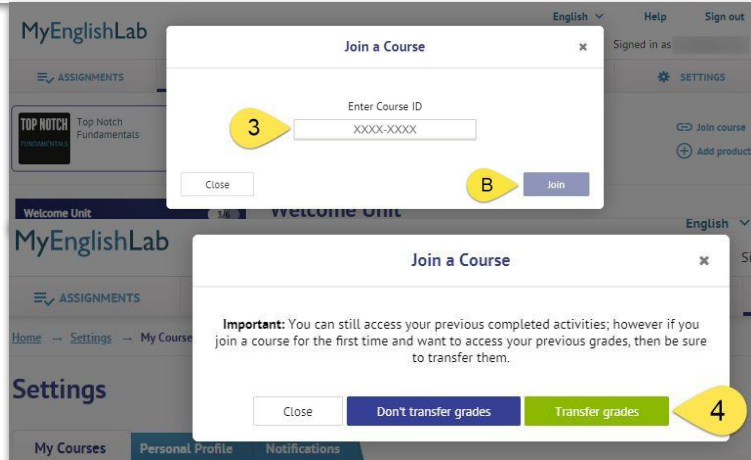 English
Help
Sign out
MyEnglishLab
Join a Course
×
Signed in as
ASSIGNMENTS
SETTINGS
TOP NOTCH
FUNDAMENTALS
Top Notch
Fundamentals
Enter Course ID
3
XXXX-XXXX
Join course
Add product
Close
B
Join
Welcome Unit
3/6
Welcome Unit
English
MyEnglishLab
Join a Course
×
Si
ASSIGNMENTS
Important: You can still access your previous completed activities; however if you
join a course for the first time and want to access your previous grades, then be sure
to transfer them.
Home → Settings → My Course
Settings
Close
Don't transfer grades
Transfer grades
4
My Courses
Personal Profile
Notifications